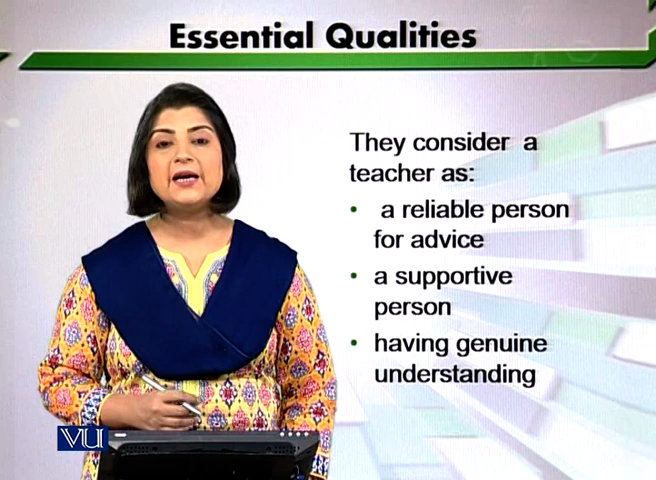 Essential Qualities
They consider a
teacher as:
• a reliable person
for advice
• a supportive
person
• having genuine
understanding
VU